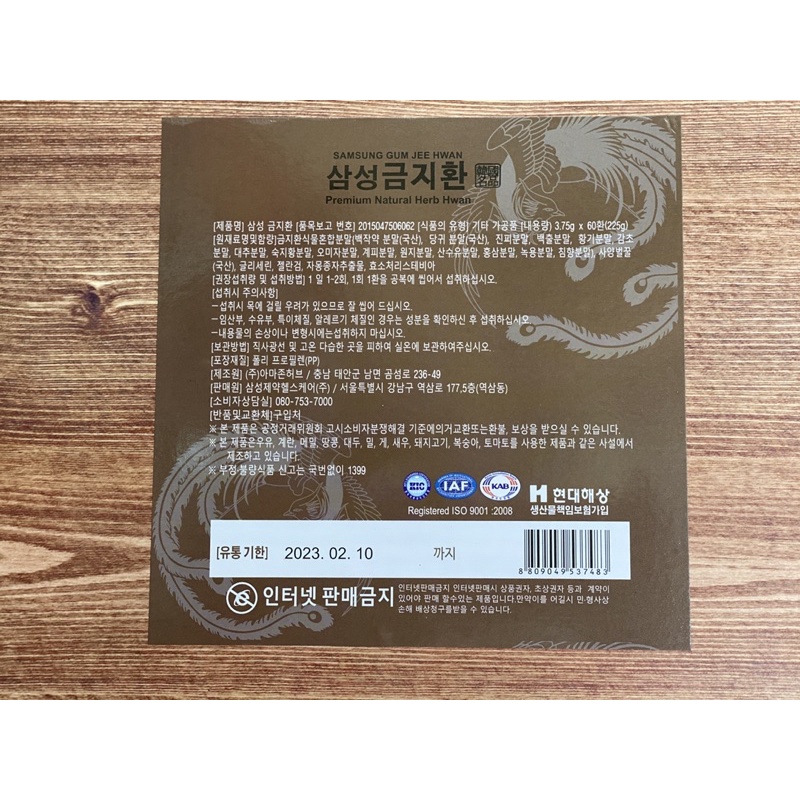 SAMSUNG GUM JEE HWAN
삼성금지환
Premium Natural Herb Hwan
[제품명] 삼성 금지환 [품목보고 번호] 2015047506062 [식품의 유형] 기타 가공품 [내용량] 3.75g x 60환(225g)
[원재료명및함량]금지환식물혼합분말(백작약 분말(국산), 당귀 분말(국산), 진피분말, 백출분말, 황기분말, 감초
분말, 대추분말, 숙지황분말, 오미자분말, 계피분말, 원지분말, 산수유분말, 홍삼분말, 녹용분말, 침향분말), 사양벌꿀
(국산), 글리세린, 젤란검, 자몽종자추출물, 효소처리스테비아
[권장섭취량 및 섭취방법] 1 일 1-2회, 1회 1환을 공복에 씹어서 섭취하십시오.
[섭취시 주의사항]
-섭취시 목에 걸릴 우려가 있으므로 잘 씹어 드십시오.
-임산부, 수유부, 특이체질, 알레르기 체질인 경우는 성분을 확인하신 후 섭취하십시오.
-내용물의 손상이나 변형시에는섭취하지 마십시오.
[보관방법] 직사광선 및 고온 다습한 곳을 피하여 실온에 보관하여주십시오.
[포장재질] 폴리 프로필렌(PP)
[제조원] (주)아마존허브 / 충남 태안군 남면 곰섬로 236-49
[판매원] 삼성제약헬스케어(주) / 서울특별시 강남구 역삼로 177,5층(역삼동)
[소비자상담실] 080-753-7000
[반품및교환체]구입처
※ 본 제품은 공정거래위원회 고시소비자분쟁해결 기준에의거교환또는환불, 보상을 받으실 수 있습니다.
※ 본 제품은우유, 계란, 메밀, 땅콩, 대두, 밀, 게, 새우, 돼지고기, 복숭아, 토마토를 사용한 제품과 같은 시설에서
제조하고 있습니다.
※ 부정·불량식품 신고는 국번없이 1399
KIC IAF KAB
Registered ISO 9001 :2008
H 현대해상
생산물책임보험가입
[유통기한] 2023. 02. 10 까지
8 809049 537483
인터넷 판매금지
인터넷판매금지 인터넷판매시 상품권자, 초상권자 등과 계약이
있어야 판매 할수있는 제품입니다.만약이를 어길시 민·형사상
손해 배상청구를받을 수 있습니다.